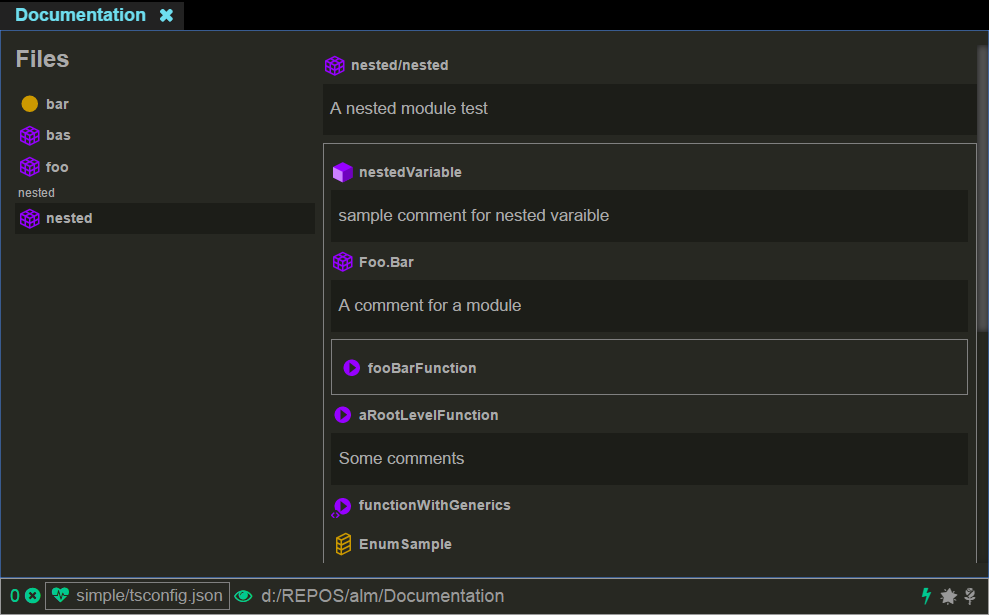 Documentation
Files
bar
bas
foo
nested
nested
nested/nested
A nested module test
nestedVariable
sample comment for nested varaible
Foo.Bar
A comment for a module
fooBarFunction
aRootLevelFunction
Some comments
functionWithGenerics
EnumSample
0 simple/tsconfig.json d:/REPOS/alm/Documentation